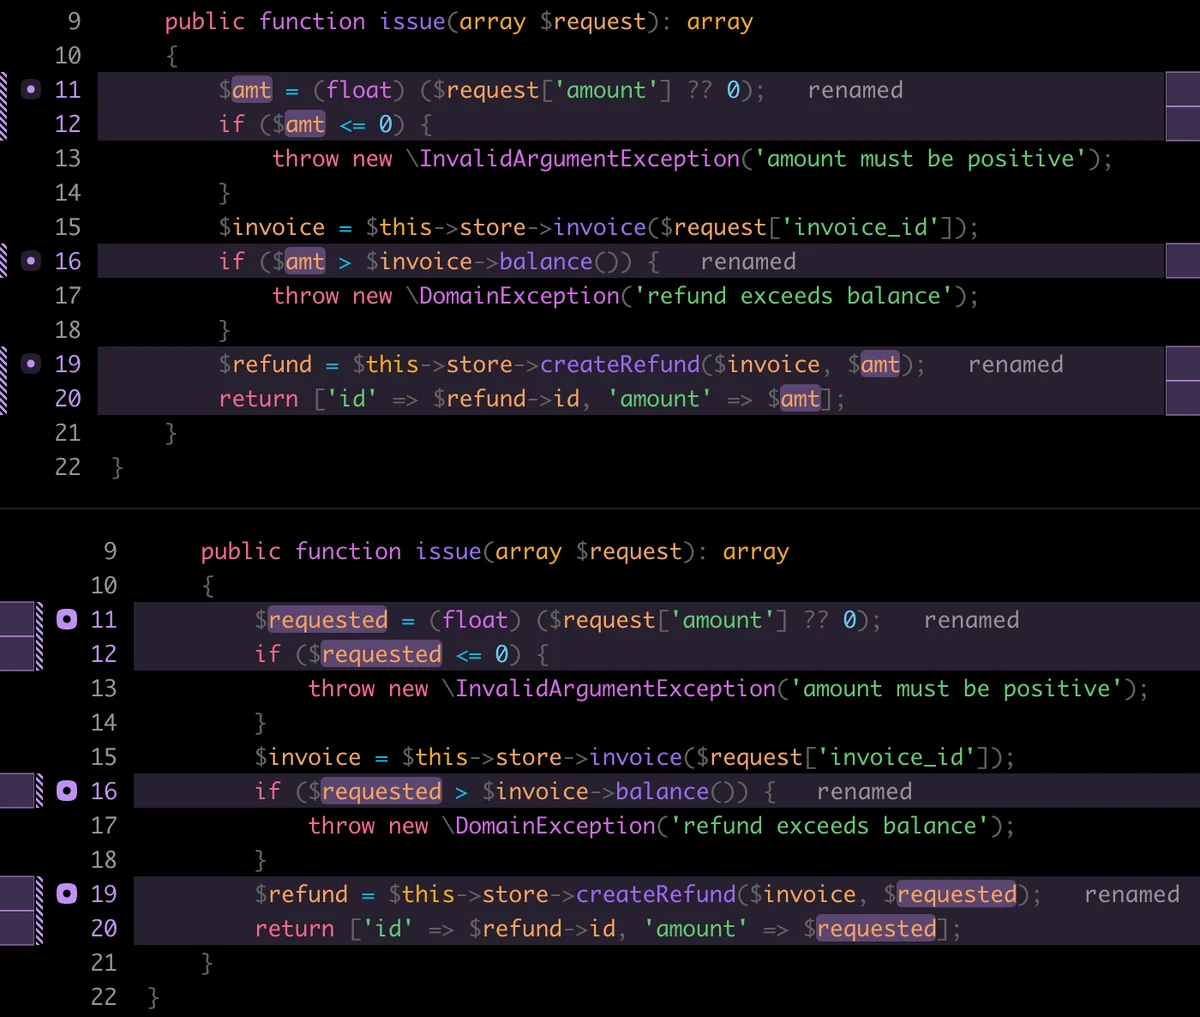 9 public function issue(array $request): array
10 {
11 $amt = (float) ($request['amount'] ?? 0); renamed
12 if ($amt <= 0) {
13 throw new \InvalidArgumentException('amount must be positive');
14 }
15 $invoice = $this->store->invoice($request['invoice_id']);
16 if ($amt > $invoice->balance()) { renamed
17 throw new \DomainException('refund exceeds balance');
18 }
19 $refund = $this->store->createRefund($invoice, $amt); renamed
20 return ['id' => $refund->id, 'amount' => $amt];
21 }
22 }
9 public function issue(array $request): array
10 {
11 $requested = (float) ($request['amount'] ?? 0); renamed
12 if ($requested <= 0) {
13 throw new \InvalidArgumentException('amount must be positive');
14 }
15 $invoice = $this->store->invoice($request['invoice_id']);
16 if ($requested > $invoice->balance()) { renamed
17 throw new \DomainException('refund exceeds balance');
18 }
19 $refund = $this->store->createRefund($invoice, $requested); renamed
20 return ['id' => $refund->id, 'amount' => $requested];
21 }
22 }